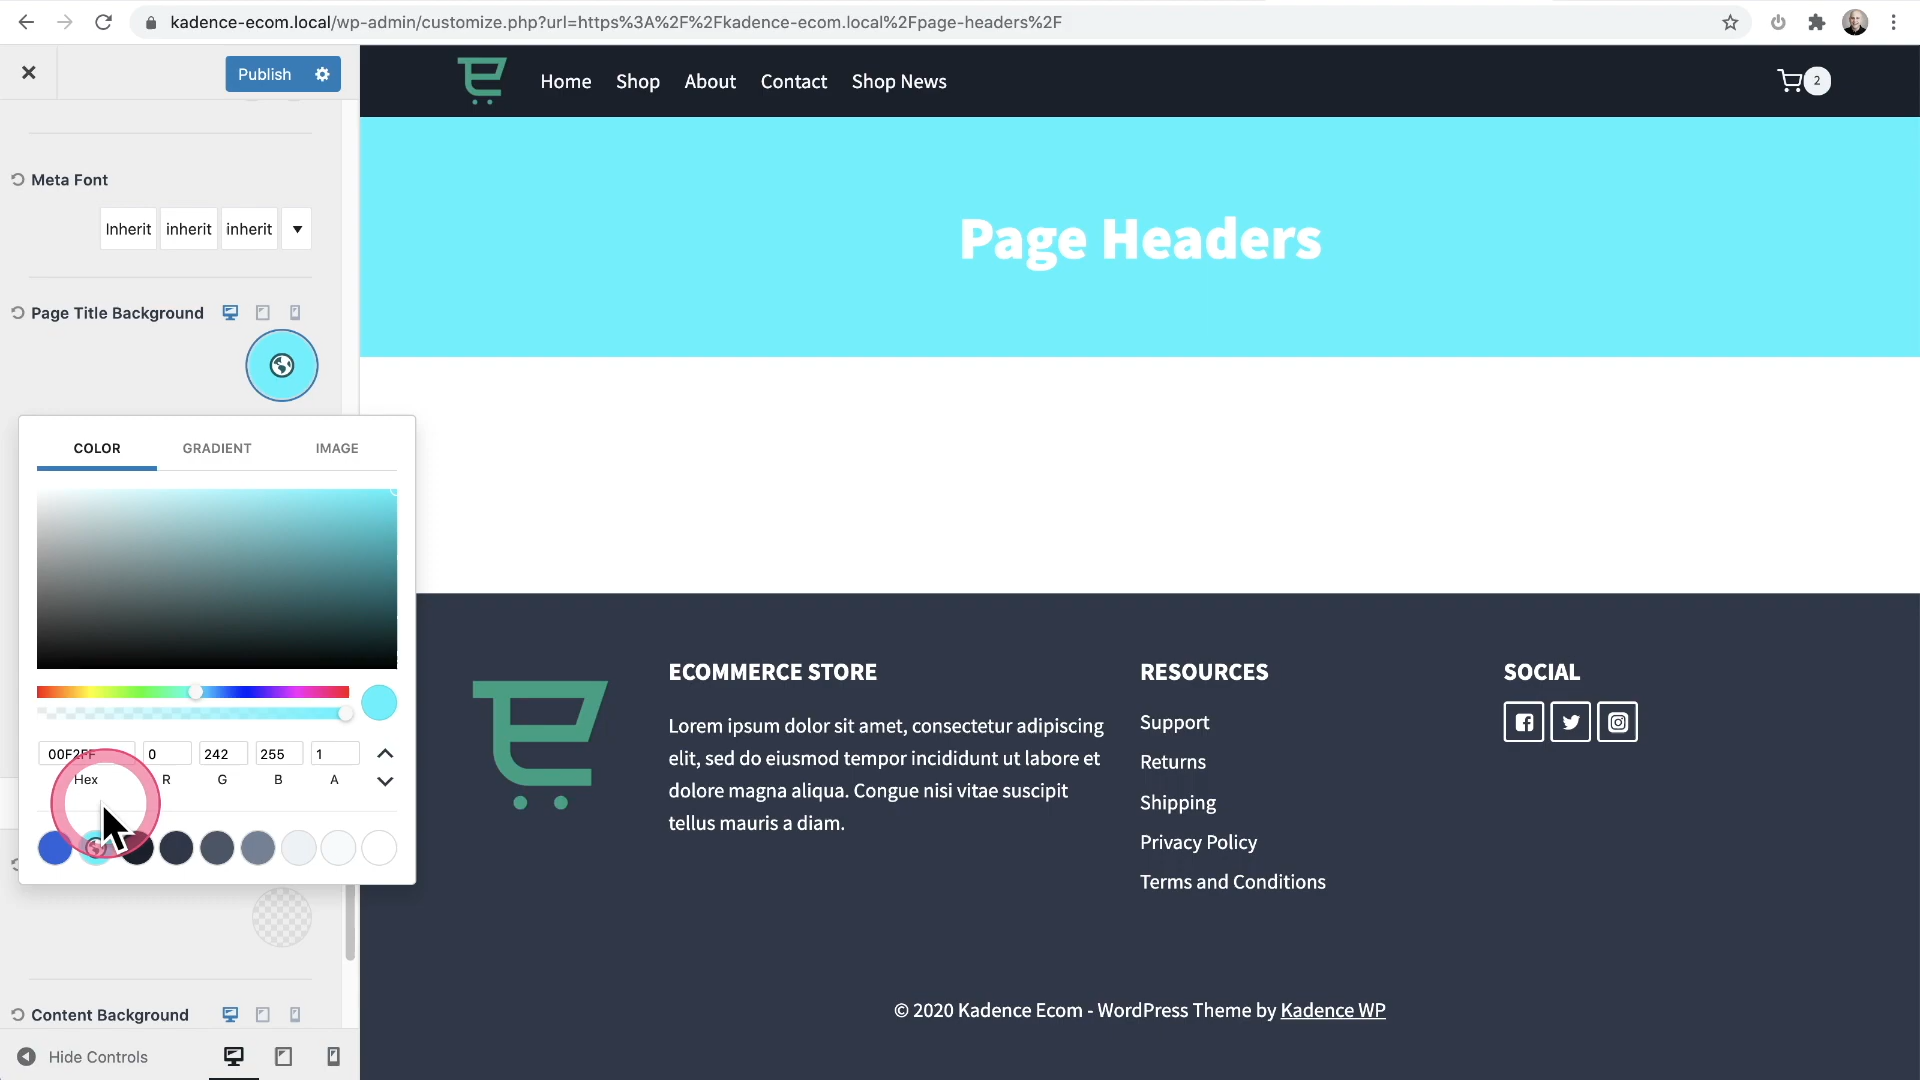 kadence-ecom.local/wp-admin/customize.php?url=https%3A%2F%2Fkadence-ecom.local%2Fpage-headers%2F
Publish
Home Shop About Contact Shop News
2
Page Headers
Meta Font
Inherit inherit inherit
Page Title Background
COLOR GRADIENT IMAGE
00F2FF 0 242 255 1
Hex R G B A
Content Background
Hide Controls
ECOMMERCE STORE
Lorem ipsum dolor sit amet, consectetur adipiscing
elit, sed do eiusmod tempor incididunt ut labore et
dolore magna aliqua. Congue nisi vitae suscipit
tellus mauris a diam.
RESOURCES
Support
Returns
Shipping
Privacy Policy
Terms and Conditions
SOCIAL
© 2020 Kadence Ecom - WordPress Theme by Kadence WP